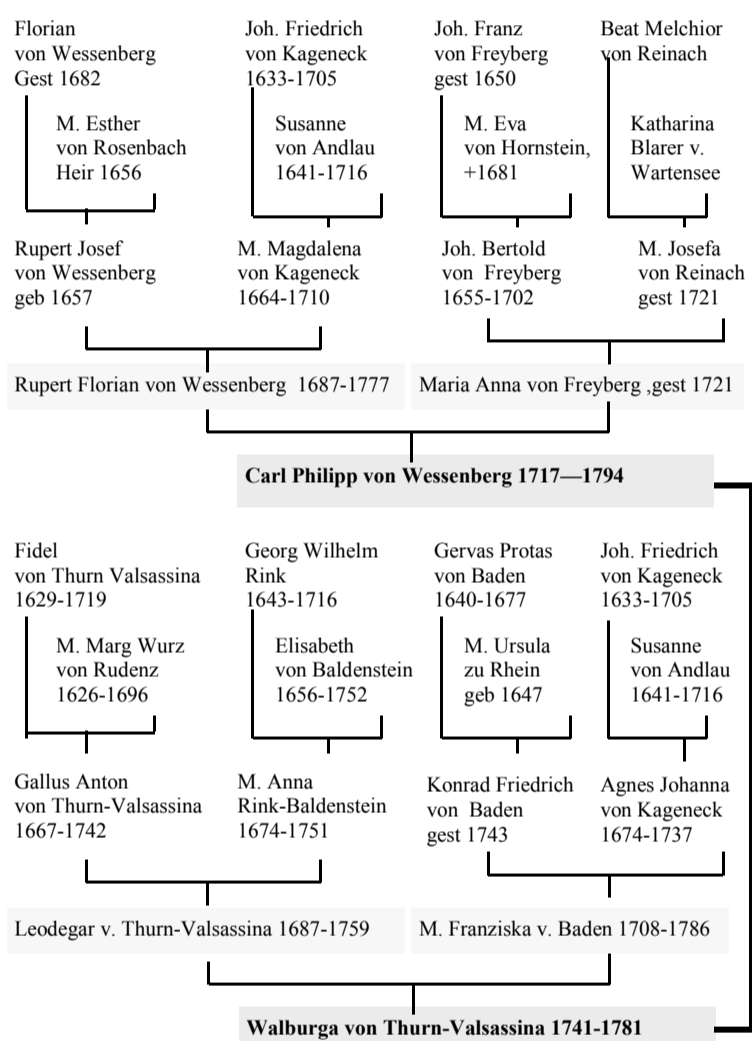 Florian
von Wessenberg
Gest 1682
Joh. Friedrich
von Kageneck
1633-1705
Joh. Franz
von Freyberg
gest 1650
Beat Melchior
von Reinach
M. Esther
von Rosenbach
Heir 1656
Susanne
von Andlau
1641-1716
M. Eva
von Hornstein,
+1681
Katharina
Blarer v.
Wartensee
Rupert Josef
von Wessenberg
geb 1657
M. Magdalena
von Kageneck
1664-1710
Joh. Bertold
von Freyberg
1655-1702
M. Josefa
von Reinach
gest 1721
Rupert Florian von Wessenberg 1687-1777
Maria Anna von Freyberg ,gest 1721
Carl Philipp von Wessenberg 1717—1794
Fidel
von Thurn Valsassina
1629-1719
Georg Wilhelm
Rink
1643-1716
Gervas Protas
von Baden
1640-1677
Joh. Friedrich
von Kageneck
1633-1705
M. Marg Wurz
von Rudenz
1626-1696
Elisabeth
von Baldenstein
1656-1752
M. Ursula
zu Rhein
geb 1647
Susanne
von Andlau
1641-1716
Gallus Anton
von Thurn-Valsassina
1667-1742
M. Anna
Rink-Baldenstein
1674-1751
Konrad Friedrich
von Baden
gest 1743
Agnes Johanna
von Kageneck
1674-1737
Leodegar v. Thurn-Valsassina 1687-1759
M. Franziska v. Baden 1708-1786
Walburga von Thurn-Valsassina 1741-1781